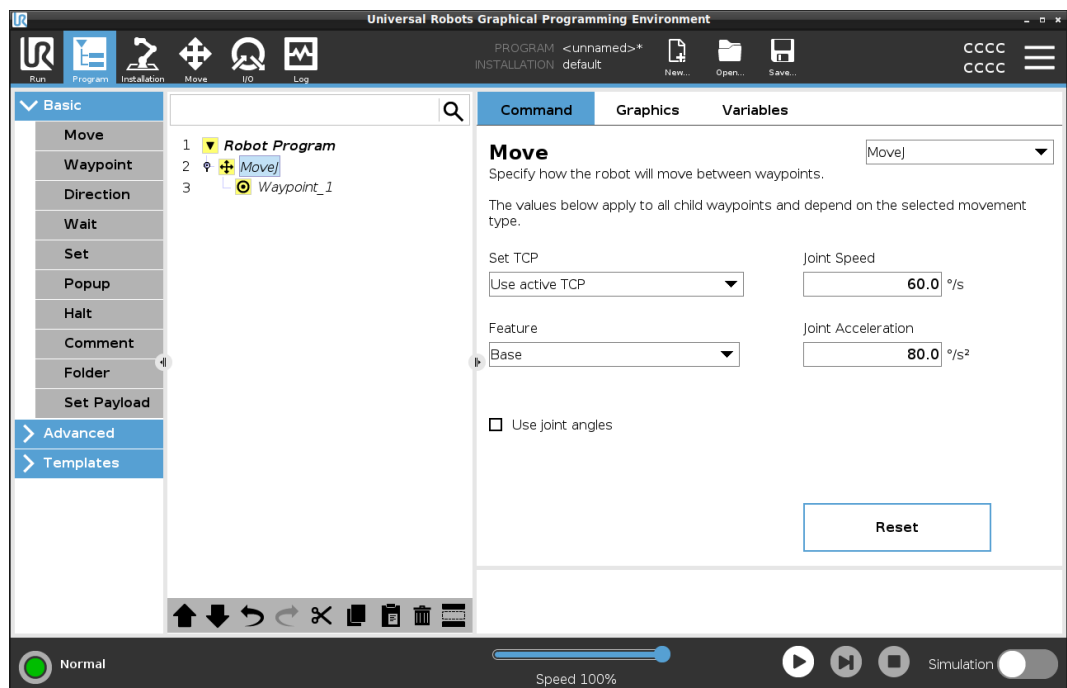 UR
Universal Robots Graphical Programming Environment
UR
Run
Program
Installation
Move
I/O
Log
PROGRAM <unnamed>*
INSTALLATION default
New...
Open...
Save...
CCCC
CCCC
Basic
Move
Waypoint
Direction
Wait
Set
Popup
Halt
Comment
Folder
Set Payload
Advanced
Templates
1 Robot Program
2 MoveJ
3 Waypoint_1
Command Graphics Variables
Move
MoveJ
Specify how the robot will move between waypoints.
The values below apply to all child waypoints and depend on the selected movement
type.
Set TCP
Use active TCP
Joint Speed
60.0 °/s
Feature
Base
Joint Acceleration
80.0 °/s²
Use joint angles
Reset
Normal
Speed 100%
Simulation